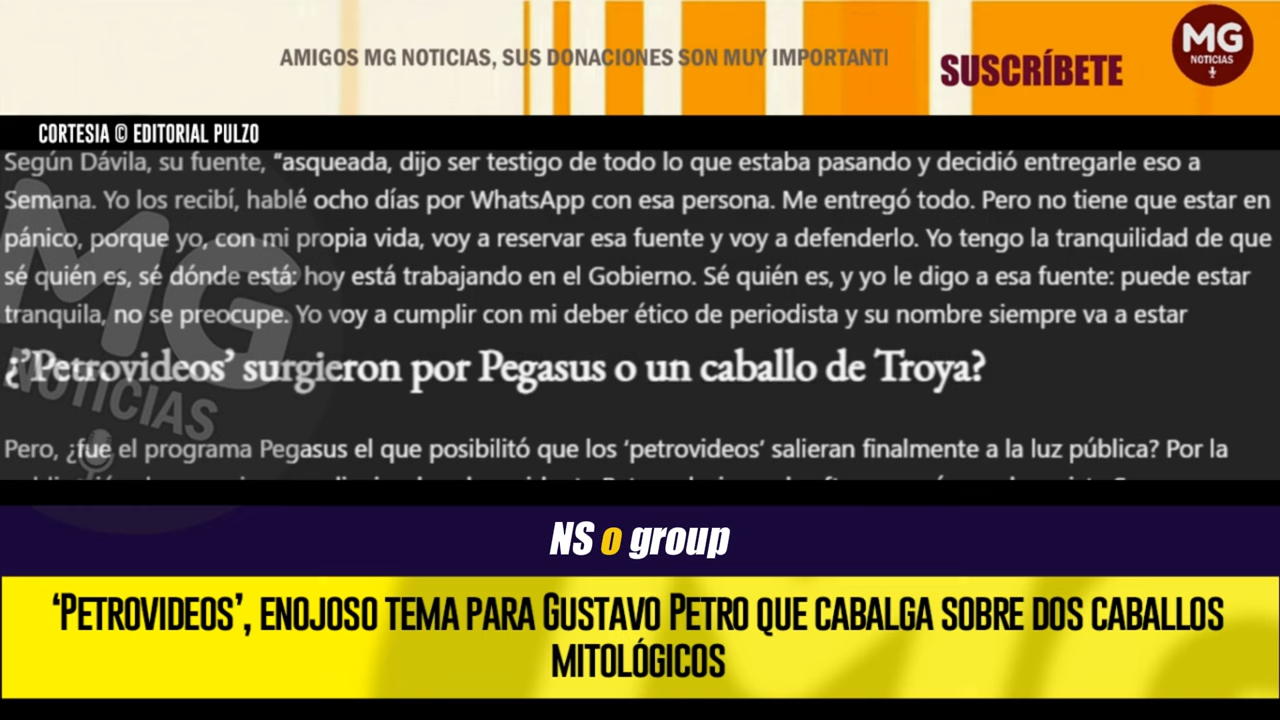 AMIGOS MG NOTICIAS, SUS DONACIONES SON MUY IMPORTANTI
SUSCRÍBETE
MG
NOTICIAS
CORTESIA © EDITORIAL PULZO
Según Dávila, su fuente, “asqueada, dijo ser testigo de todo lo que estaba pasando y decidió entregarle eso a
Semana. Yo los recibí, hablé ocho días por WhatsApp con esa persona. Me entregó todo. Pero no tiene que estar en
pánico, porque yo, con mi propia vida, voy a reservar esa fuente y voy a defenderlo. Yo tengo la tranquilidad de que
sé quién es, sé dónde está: hoy está trabajando en el Gobierno. Sé quién es, y yo le digo a esa fuente: puede estar
tranquila, no se preocupe. Yo voy a cumplir con mi deber ético de periodista y su nombre siempre va a estar
¿’Petrovideos’ surgieron por Pegasus o un caballo de Troya?
MG
NOTICIAS
Pero, ¿fue el programa Pegasus el que posibilitó que los ‘petrovideos’ salieran finalmente a la luz pública? Por la
NS o group
‘PETROVIDEOS’, ENOJOSO TEMA PARA GUSTAVO PETRO QUE CABALGA SOBRE DOS CABALLOS
MITOLÓGICOS